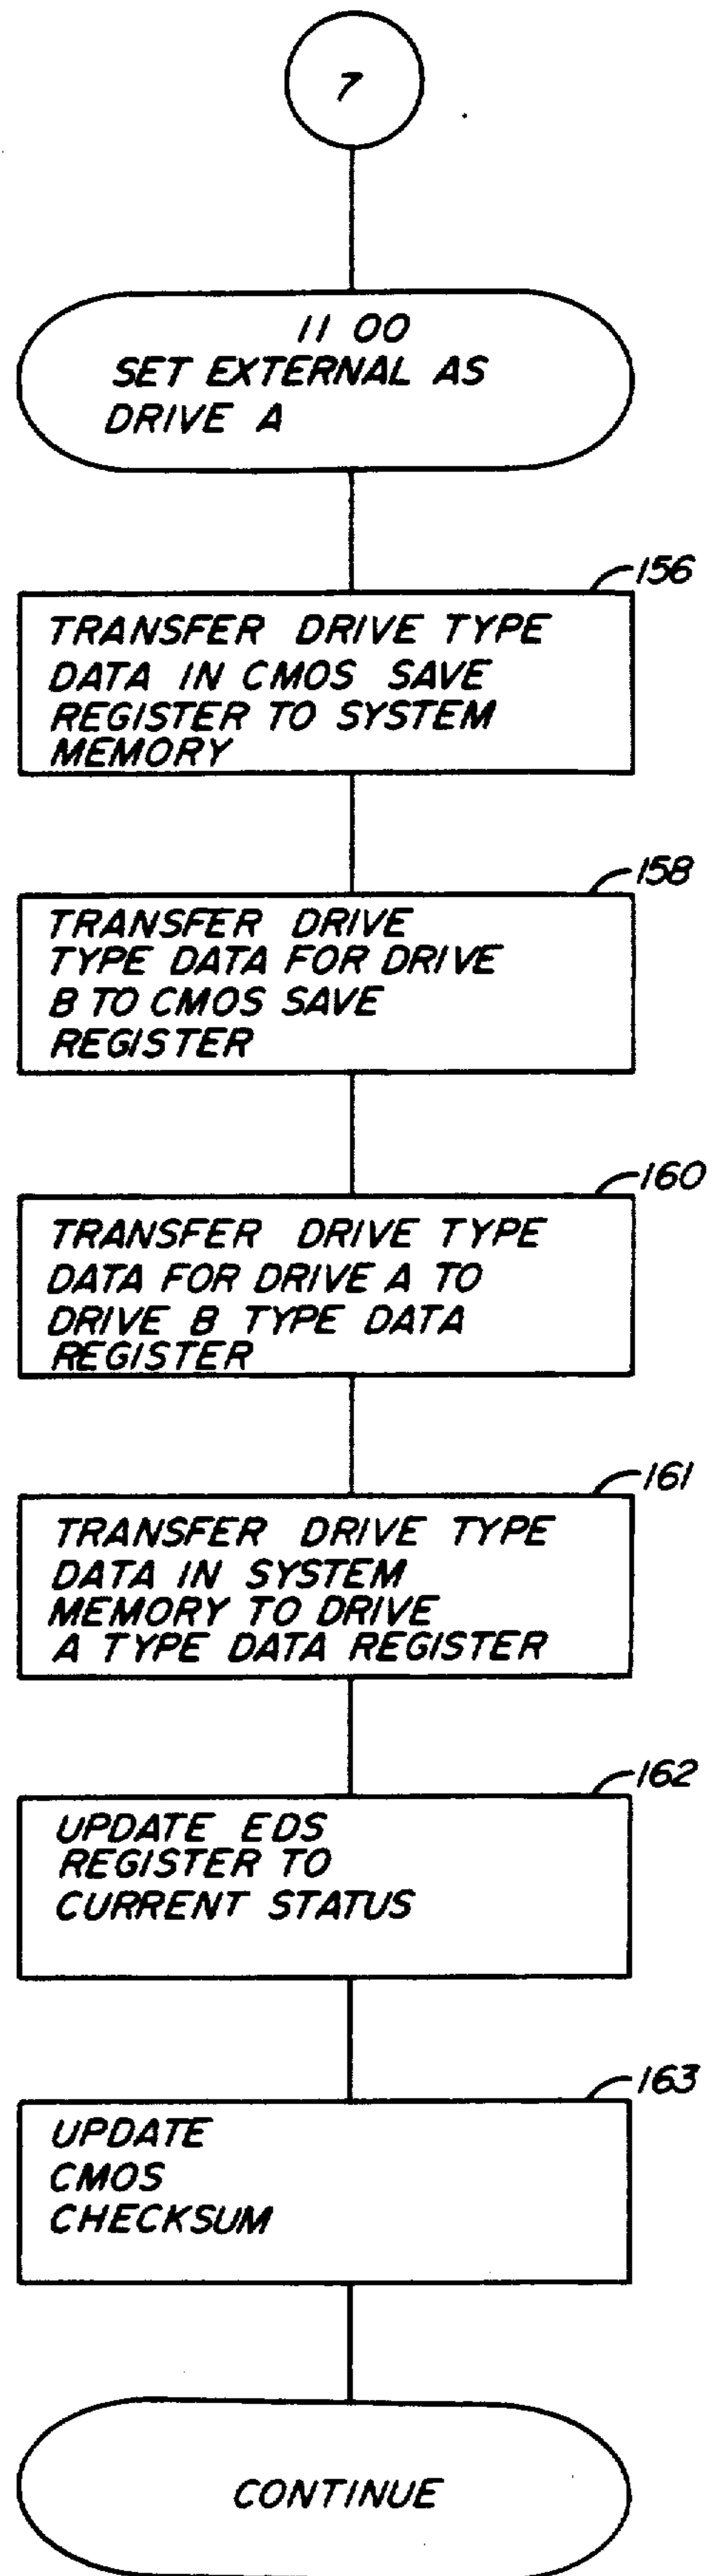 7
11 00
SET EXTERNAL AS
DRIVE A
156
TRANSFER DRIVE TYPE
DATA IN CMOS SAVE
REGISTER TO SYSTEM
MEMORY
158
TRANSFER DRIVE
TYPE DATA FOR DRIVE
B TO CMOS SAVE
REGISTER
160
TRANSFER DRIVE TYPE
DATA FOR DRIVE A TO
DRIVE B TYPE DATA
REGISTER
161
TRANSFER DRIVE TYPE
DATA IN SYSTEM
MEMORY TO DRIVE
A TYPE DATA REGISTER
162
UPDATE EDS
REGISTER TO
CURRENT STATUS
163
UPDATE
CMOS
CHECKSUM
CONTINUE